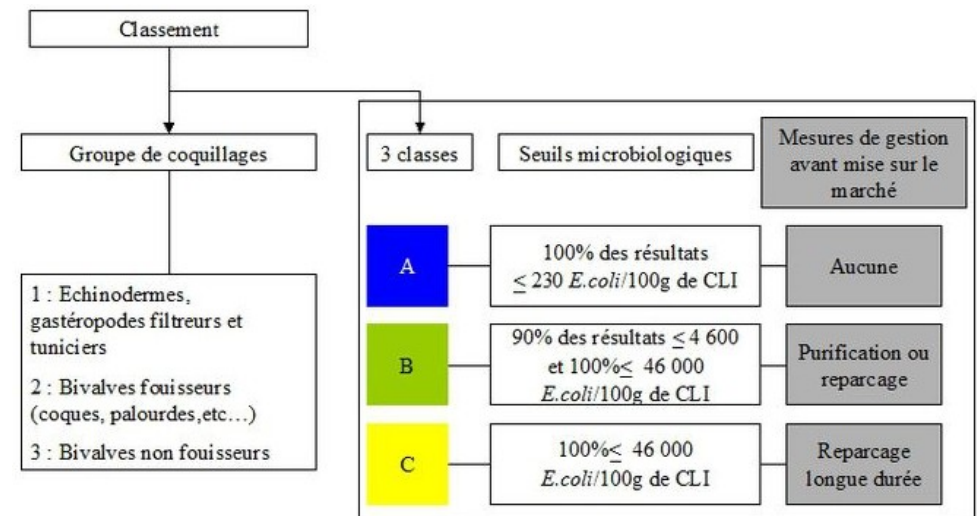 Classement
Groupe de coquillages
3 classes
Seuils microbiologiques
Mesures de gestion
avant mise sur le
marché
1 : Echinodermes,
gastéropodes filtreurs et
tuniciers
2 : Bivalves fouisseurs
(coques, palourdes,etc…)
3 : Bivalves non fouisseurs
A
100% des résultats
≤ 230 E.coli/100g de CLI
Aucune
B
90% des résultats ≤ 4 600
et 100%≤ 46 000
E.coli/100g de CLI
Purification ou
reparcage
C
100%≤ 46 000
E.coli/100g de CLI
Reparcage
longue durée